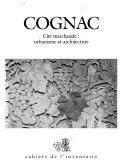 COGNAC
Cité marchande :
urbanisme et architecture
cahiers de l'inventaire